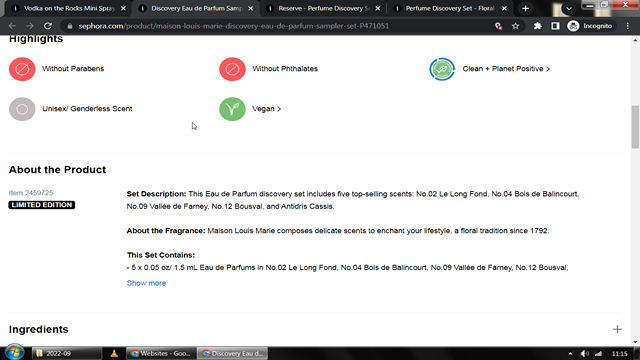 Vodka on the Rocks Mini Spray
Discovery Eau de Parfum Samp
Reserve - Perfume Discovery S
Perfume Discovery Set - Floral
sephora.com/product/maison-louis-marie-discovery-eau-de-parfum-sampler-set-P471051
Incognito
Highlights
Without Parabens
Without Phthalates
Clean + Planet Positive >
Unisex/ Genderless Scent
Vegan >
About the Product
Item 2459725
LIMITED EDITION
Set Description: This Eau de Parfum discovery set includes five top-selling scents: No.02 Le Long Fond, No.04 Bois de Balincourt,
No.09 Vallée de Farney, No.12 Bousval, and Antidris Cassis.
About the Fragrance: Maison Louis Marie composes delicate scents to enchant your lifestyle, a floral tradition since 1792.
This Set Contains:
- 5 x 0.05 oz/ 1.5 mL Eau de Parfums in No.02 Le Long Fond, No.04 Bois de Balincourt, No.09 Vallée de Farney, No.12 Bousval,
Show more
Ingredients
2022-09
Websites - Goo...
Discovery Eau d...
11:15